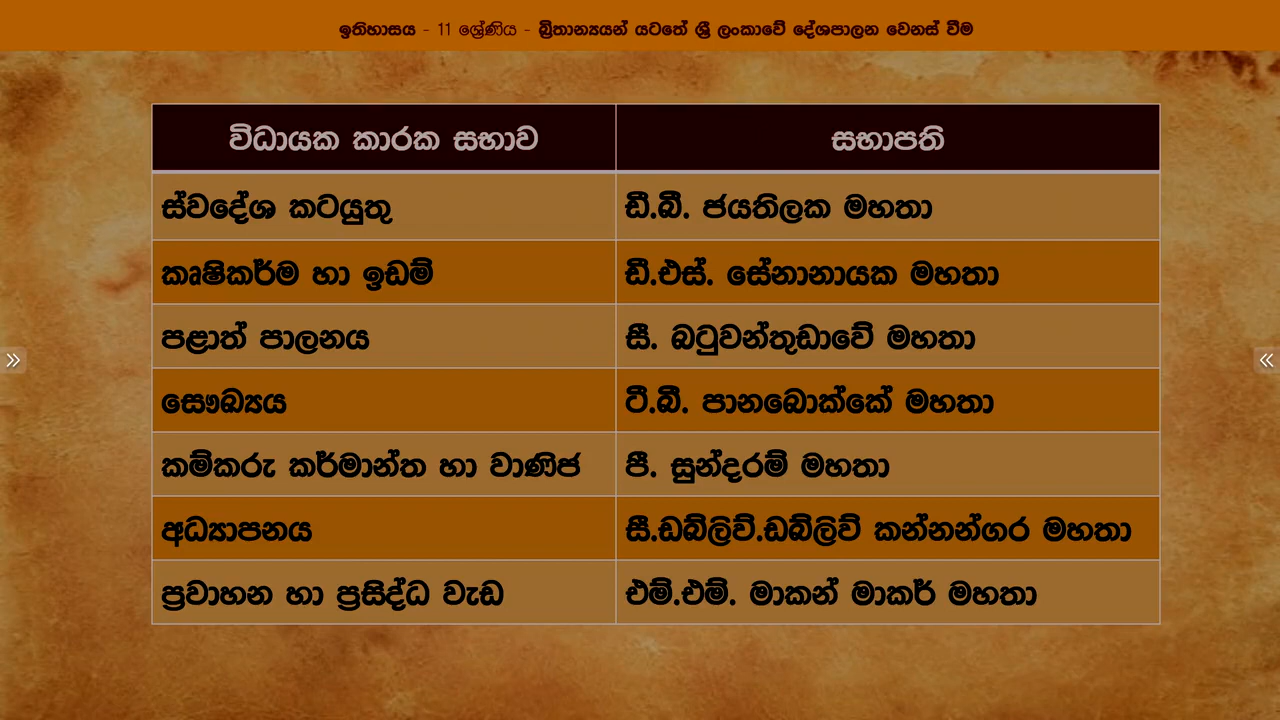 ඉතිහාසය - 11 ශ්‍රේණිය - බ්‍රිතාන්‍යයන් යටතේ ශ්‍රී ලංකාවේ දේශපාලන වෙනස් වීම
විධායක කාරක සභාව සභාපති
ස්වදේශ කටයුතු ඩී.බී. ජයතිලක මහතා
කෘෂිකර්ම හා ඉඩම් ඩී.එස්. සේනානායක මහතා
පළාත් පාලනය සී. බටුවන්තුඩාවේ මහතා
සෞඛ්‍යය ටී.බී. පානබොක්කේ මහතා
කම්කරු කර්මාන්ත හා වාණිජ පී. සුන්දරම් මහතා
අධ්‍යාපනය සී.ඩබ්ලිව්.ඩබ්ලිව් කන්නන්ගර මහතා
ප්‍රවාහන හා ප්‍රසිද්ධ වැඩ එම්.එම්. මාකන් මාකර් මහතා